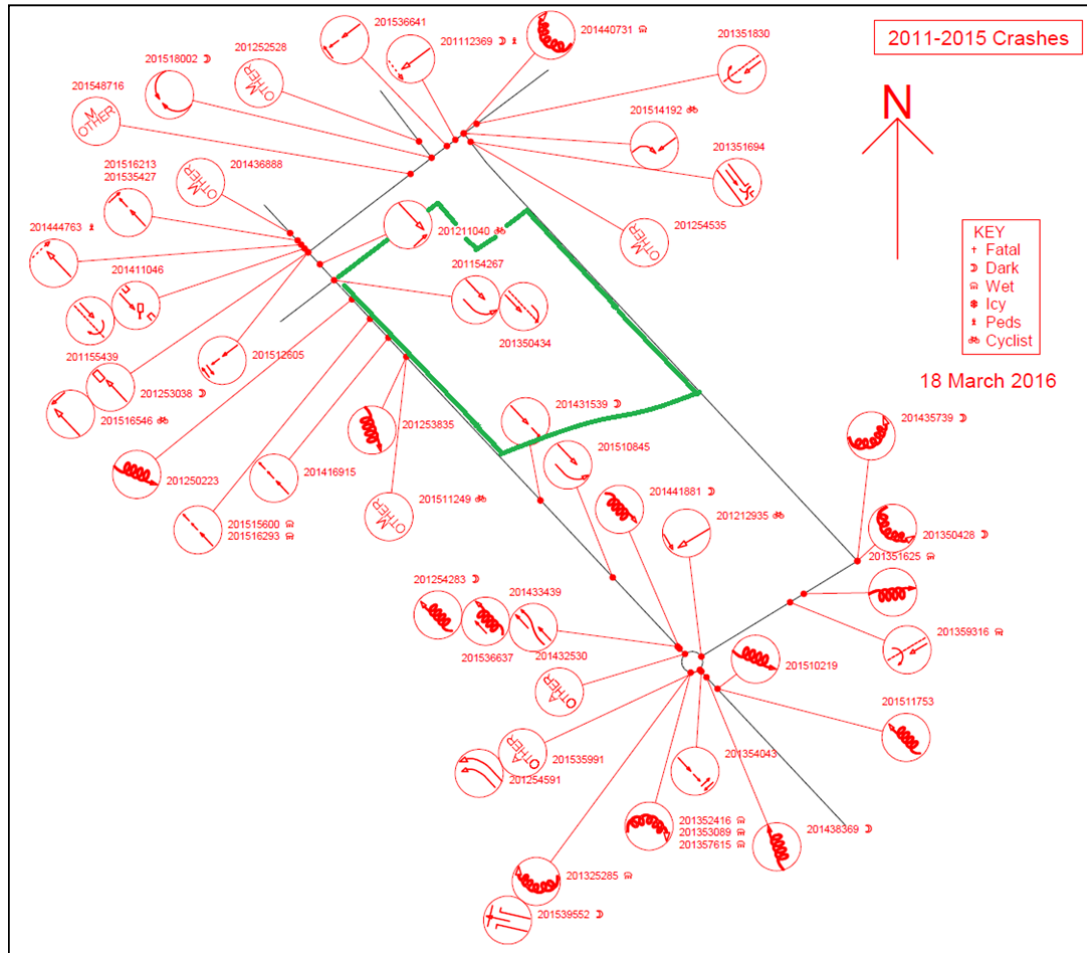 2011-2015 Crashes
201536641
201112369
201440731
201351830
201252528
201518002
201548716
M
OTHER
M
OTHER
201514192
201351694
201516213
201535427
201436888
M
OTHER
201444763
201211040
201254535
M
OTHER
N
KEY
Fatal
Dark
Wet
Icy
Peds
Cyclist
18 March 2016
201411046
201154267
201350434
201155439
201512605
201253038
201516546
201253835
201431539
201510845
201435739
201250223
201416915
201511249
M
OTHER
201441881
201212935
201350428
201351625
201515600
201516293
201254283
201433439
201359316
201536637
201432530
A
OTHER
201510219
201511753
A
OTHER
201535991
201254591
201354043
201352416
201353089
201357615
201438369
201325285
201539552